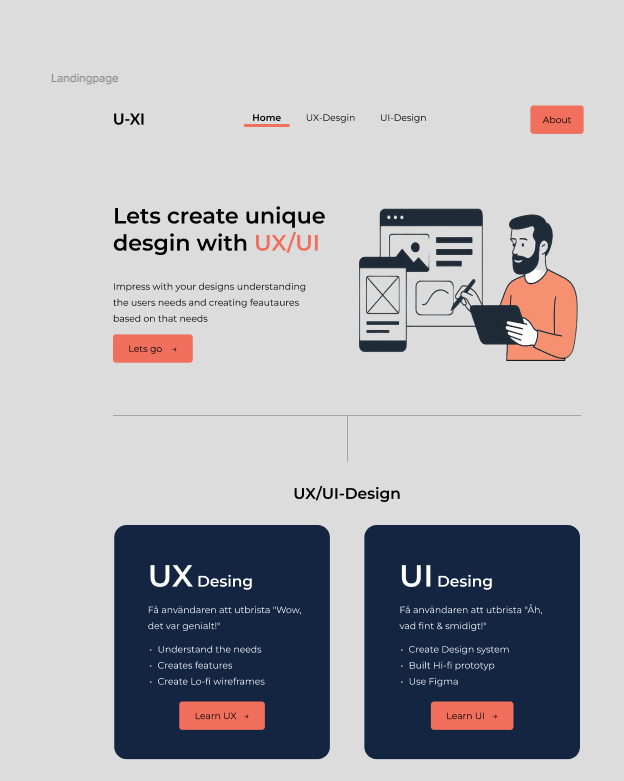 Landingpage
U-XI
Home
UX-Desgin
UI-Design
About
Lets create unique
desgin with UX/UI
Impress with your designs understanding
the users needs and creating feautaures
based on that needs
Lets go →
UX/UI-Design
UX Desing
Få användaren att utbrista "Wow,
det var genialt!"
• Understand the needs
• Creates features
• Create Lo-fi wireframes
Learn UX →
UI Desing
Få användaren att utbrista "Åh,
vad fint & smidigt!"
• Create Design system
• Built Hi-fi prototyp
• Use Figma
Learn UI →